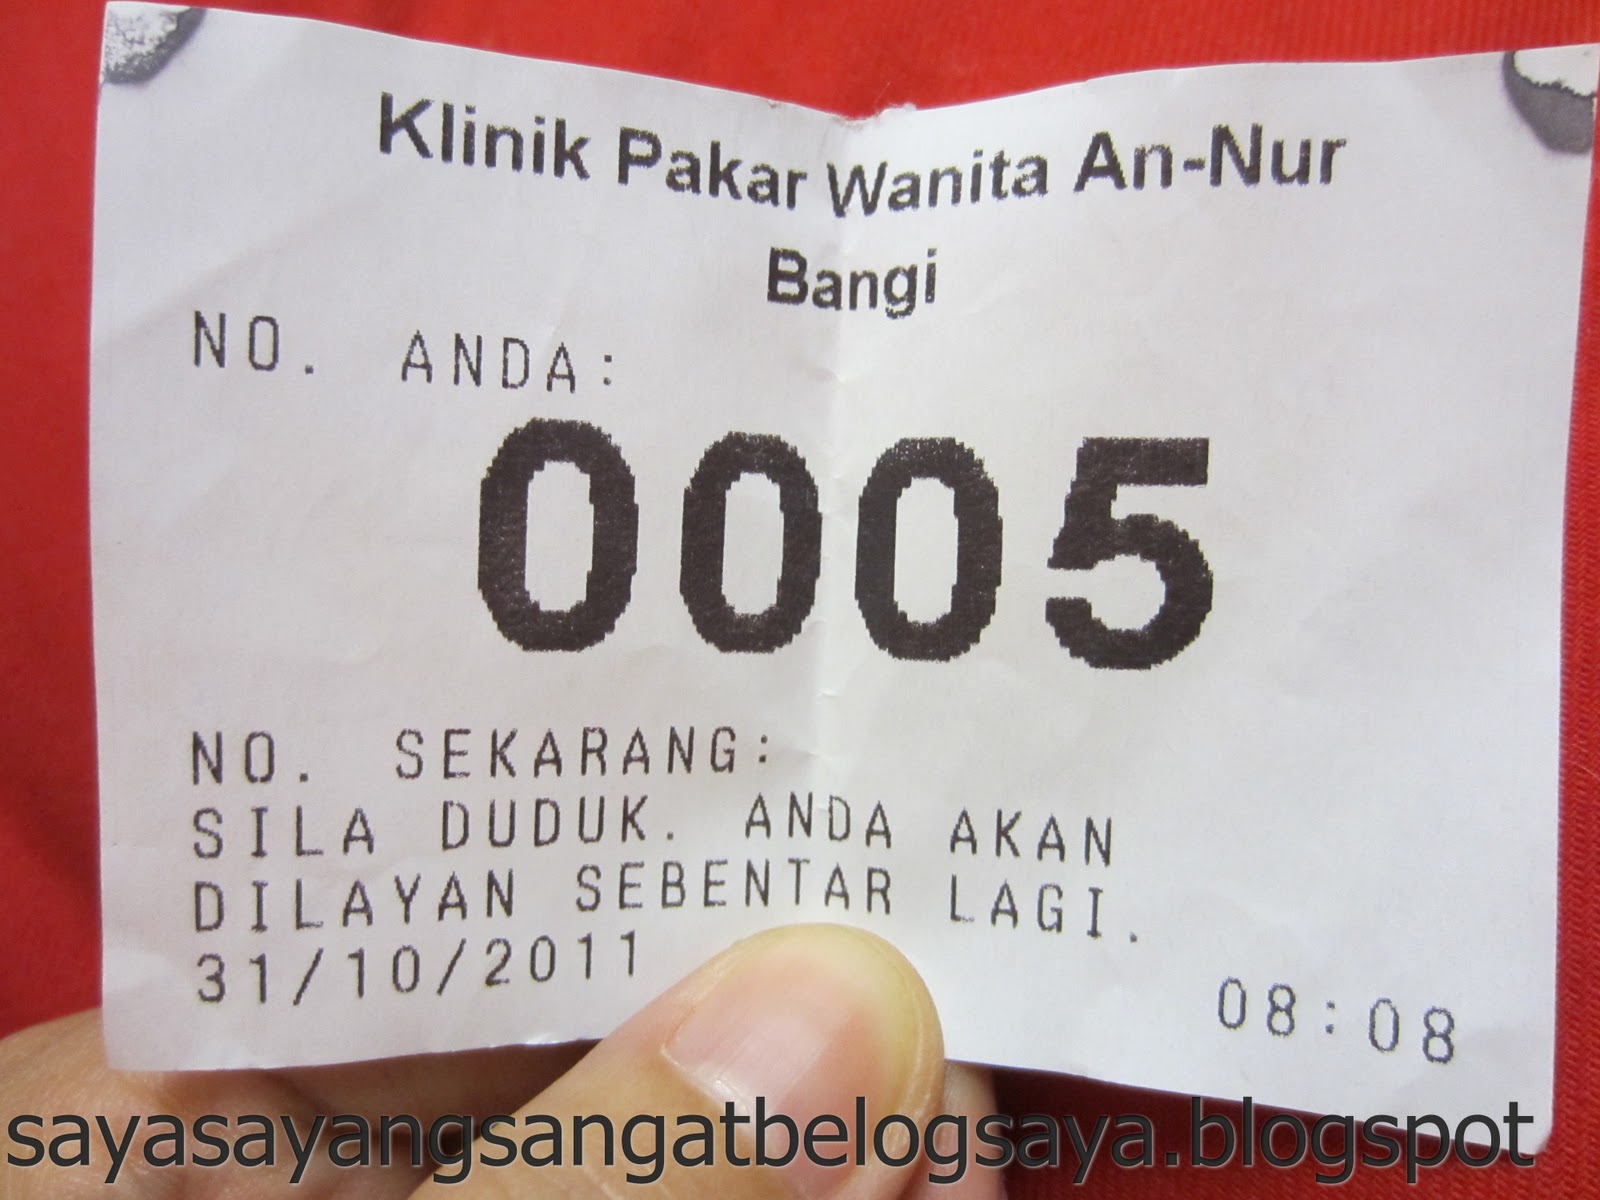 Klinik Pakar Wanita An-Nur
Bangi
NO. ANDA:
0005
NO. SEKARANG:
SILA DUDUK. ANDA AKAN
DILAYAN SEBENTAR LAGI.
31/10/2011 08:08
sayasayangsangatbelogsaya.blogspot